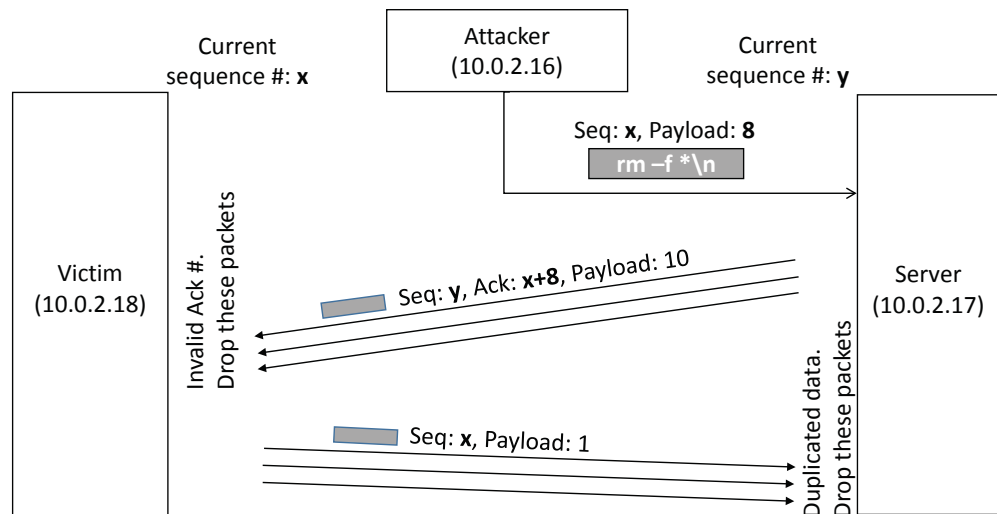 Attacker
(10.0.2.16)
Current
sequence #: x
Current
sequence #: y
Seq: x, Payload: 8
rm –f *\n
Victim
(10.0.2.18)
Invalid Ack #.
Drop these packets
Seq: y, Ack: x+8, Payload: 10
Server
(10.0.2.17)
Duplicated data.
Drop these packets
Seq: x, Payload: 1